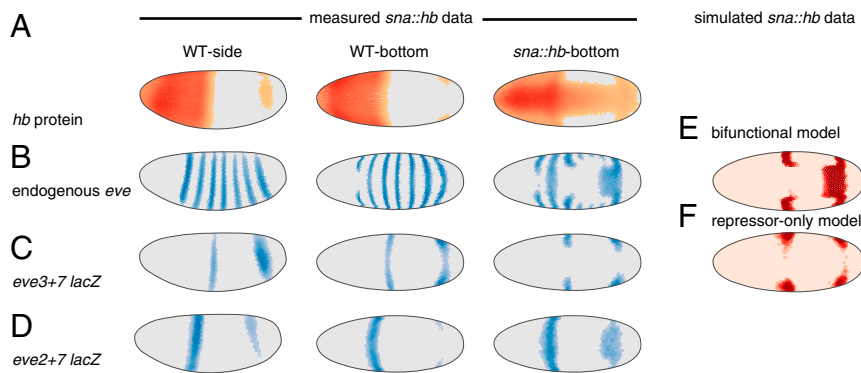 measured sna::hb data
simulated sna::hb data
A
WT-side
WT-bottom
sna::hb-bottom
hb protein
B
endogenous eve
C
eve3+7 lacZ
D
eve2+7 lacZ
E
bifunctional model
F
repressor-only model